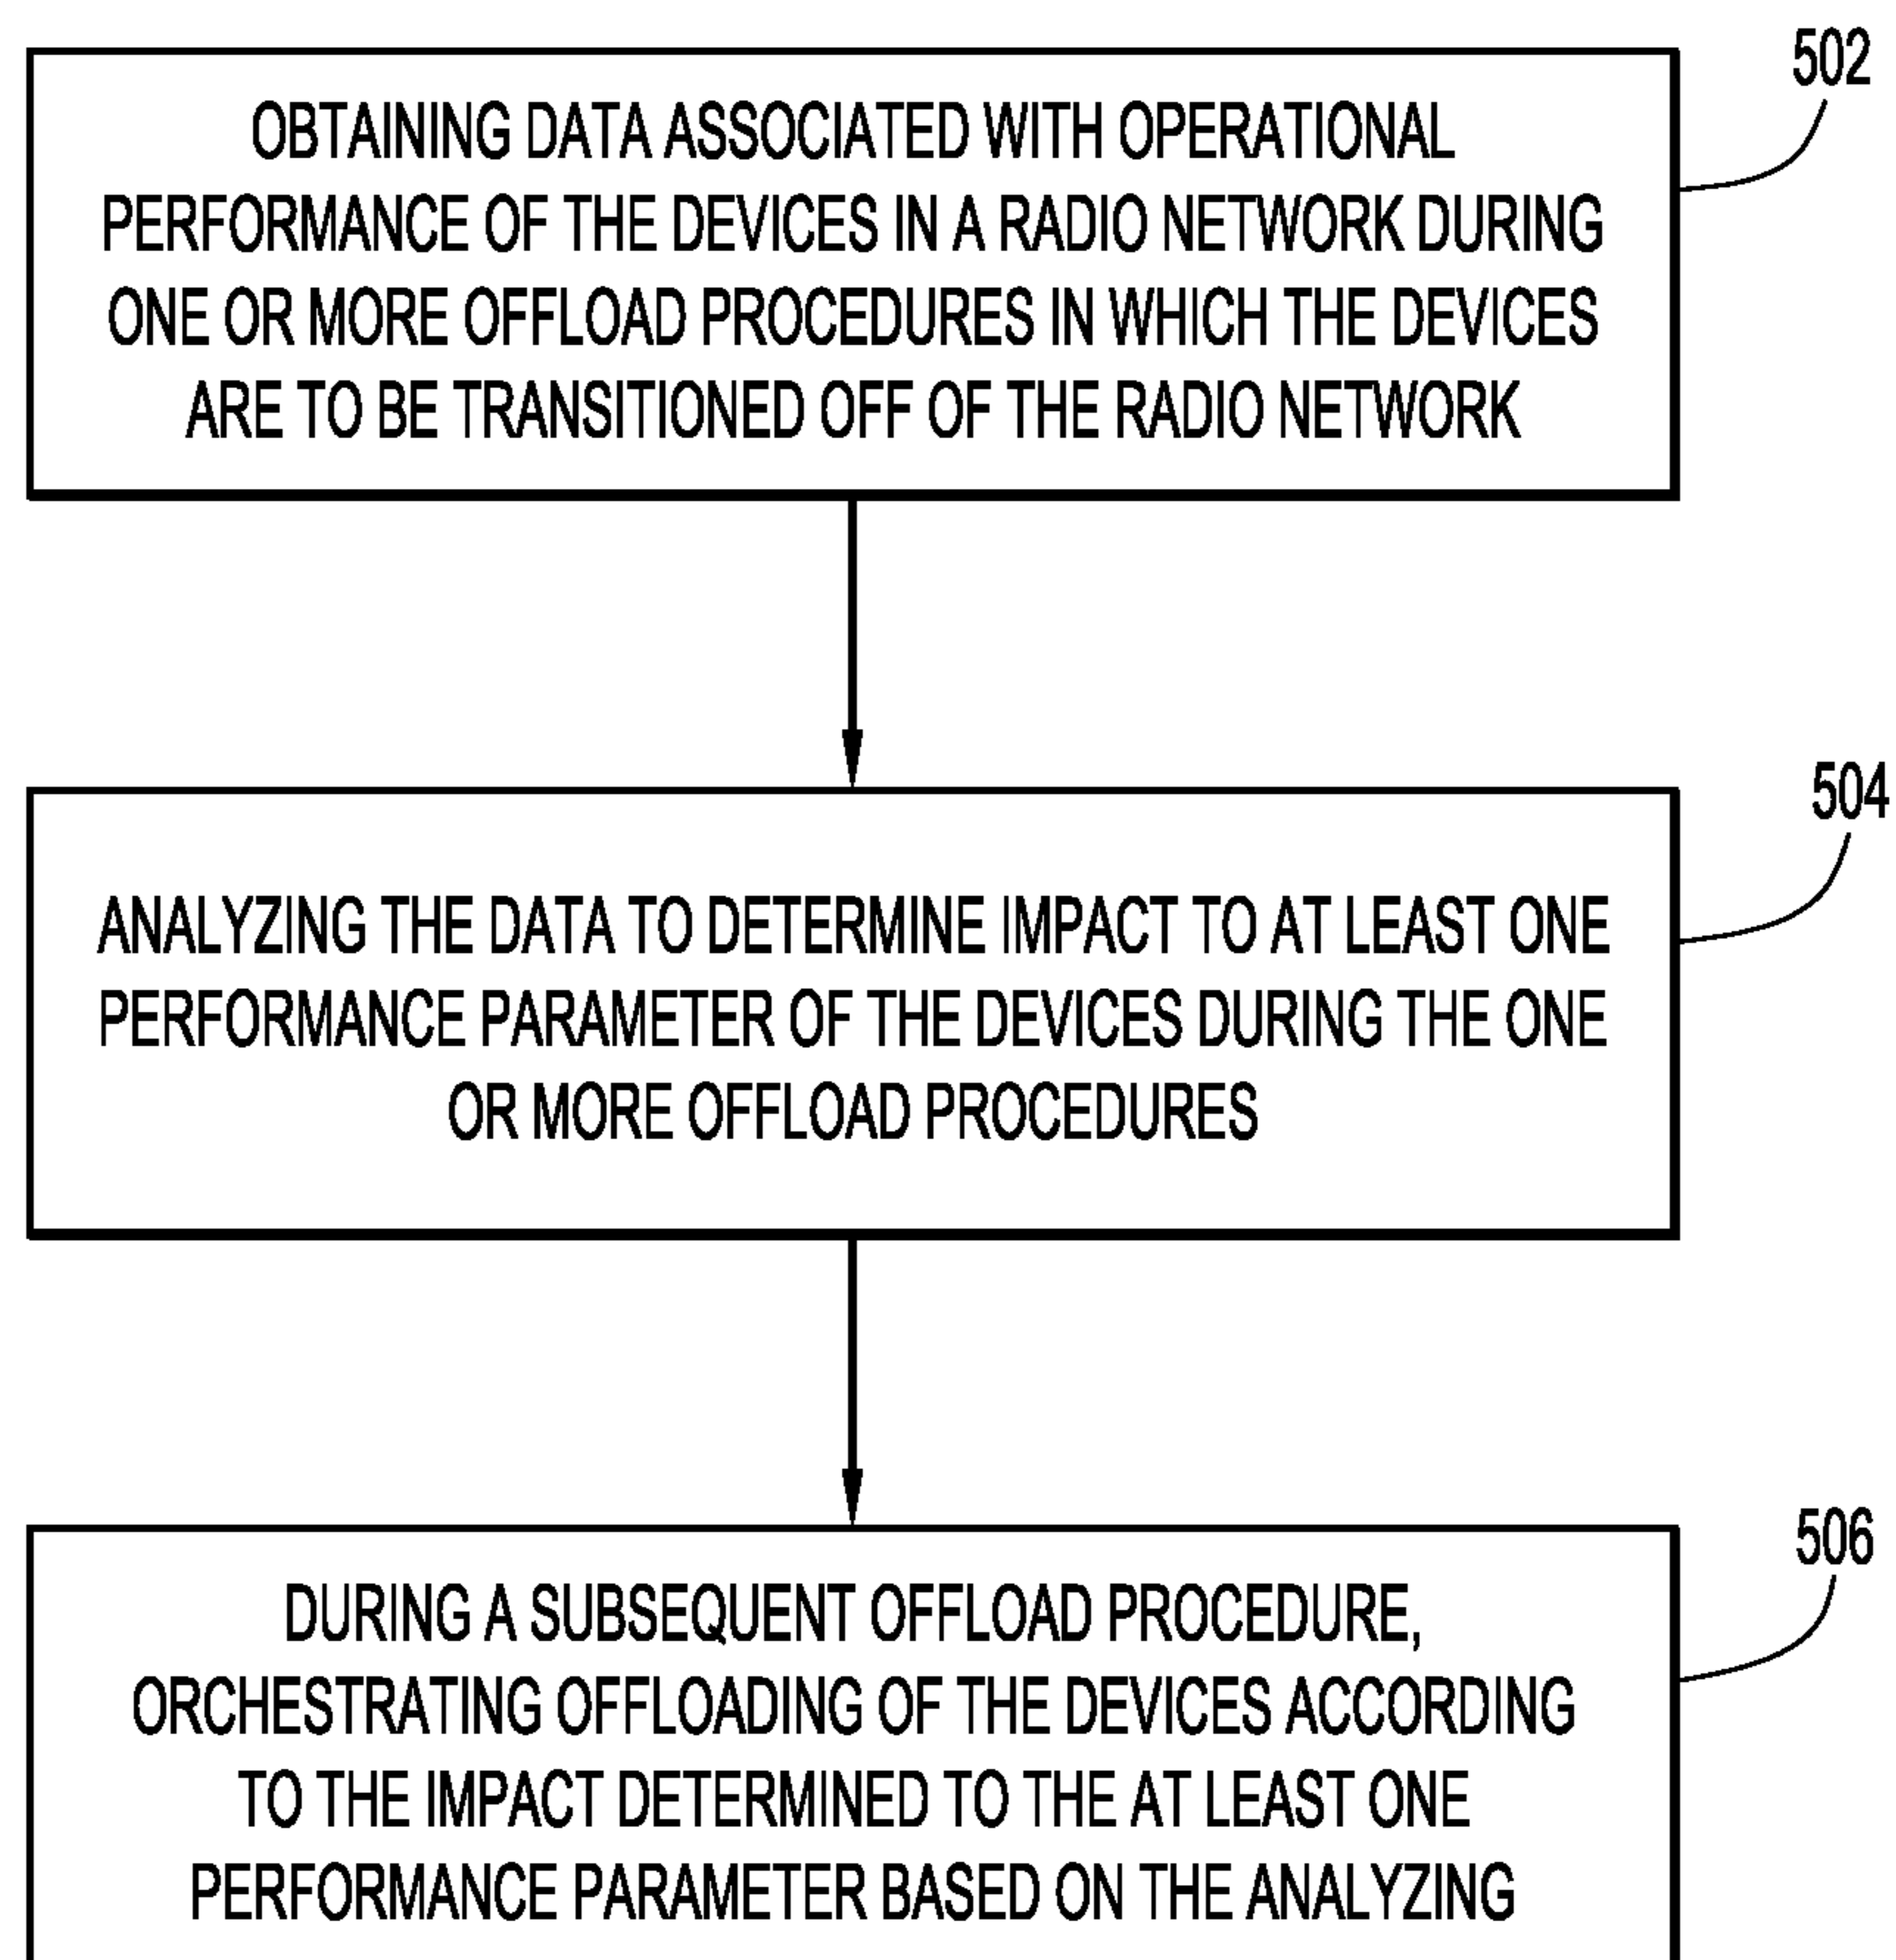 502
OBTAINING DATA ASSOCIATED WITH OPERATIONAL
PERFORMANCE OF THE DEVICES IN A RADIO NETWORK DURING
ONE OR MORE OFFLOAD PROCEDURES IN WHICH THE DEVICES
ARE TO BE TRANSITIONED OFF OF THE RADIO NETWORK
504
ANALYZING THE DATA TO DETERMINE IMPACT TO AT LEAST ONE
PERFORMANCE PARAMETER OF THE DEVICES DURING THE ONE
OR MORE OFFLOAD PROCEDURES
506
DURING A SUBSEQUENT OFFLOAD PROCEDURE,
ORCHESTRATING OFFLOADING OF THE DEVICES ACCORDING
TO THE IMPACT DETERMINED TO THE AT LEAST ONE
PERFORMANCE PARAMETER BASED ON THE ANALYZING